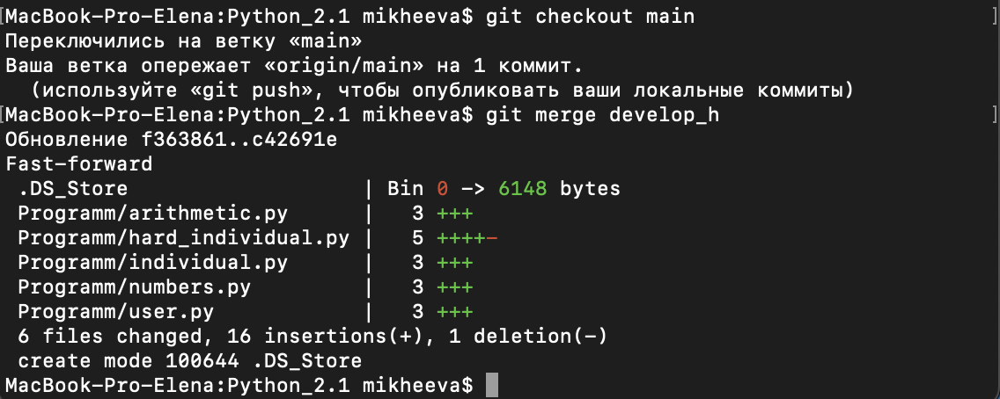 [MacBook-Pro-Elena:Python_2.1 mikheeva$ git checkout main ]
Переключились на ветку «main»
Ваша ветка опережает «origin/main» на 1 коммит.
  (используйте «git push», чтобы опубликовать ваши локальные коммиты)
[MacBook-Pro-Elena:Python_2.1 mikheeva$ git merge develop_h ]
Обновление f363861..c42691e
Fast-forward
 .DS_Store                  | Bin 0 -> 6148 bytes
 Programm/arithmetic.py     |   3 +++
 Programm/hard_individual.py |   5 ++++-
 Programm/individual.py     |   3 +++
 Programm/numbers.py        |   3 +++
 Programm/user.py           |   3 +++
 6 files changed, 16 insertions(+), 1 deletion(-)
 create mode 100644 .DS_Store
MacBook-Pro-Elena:Python_2.1 mikheeva$